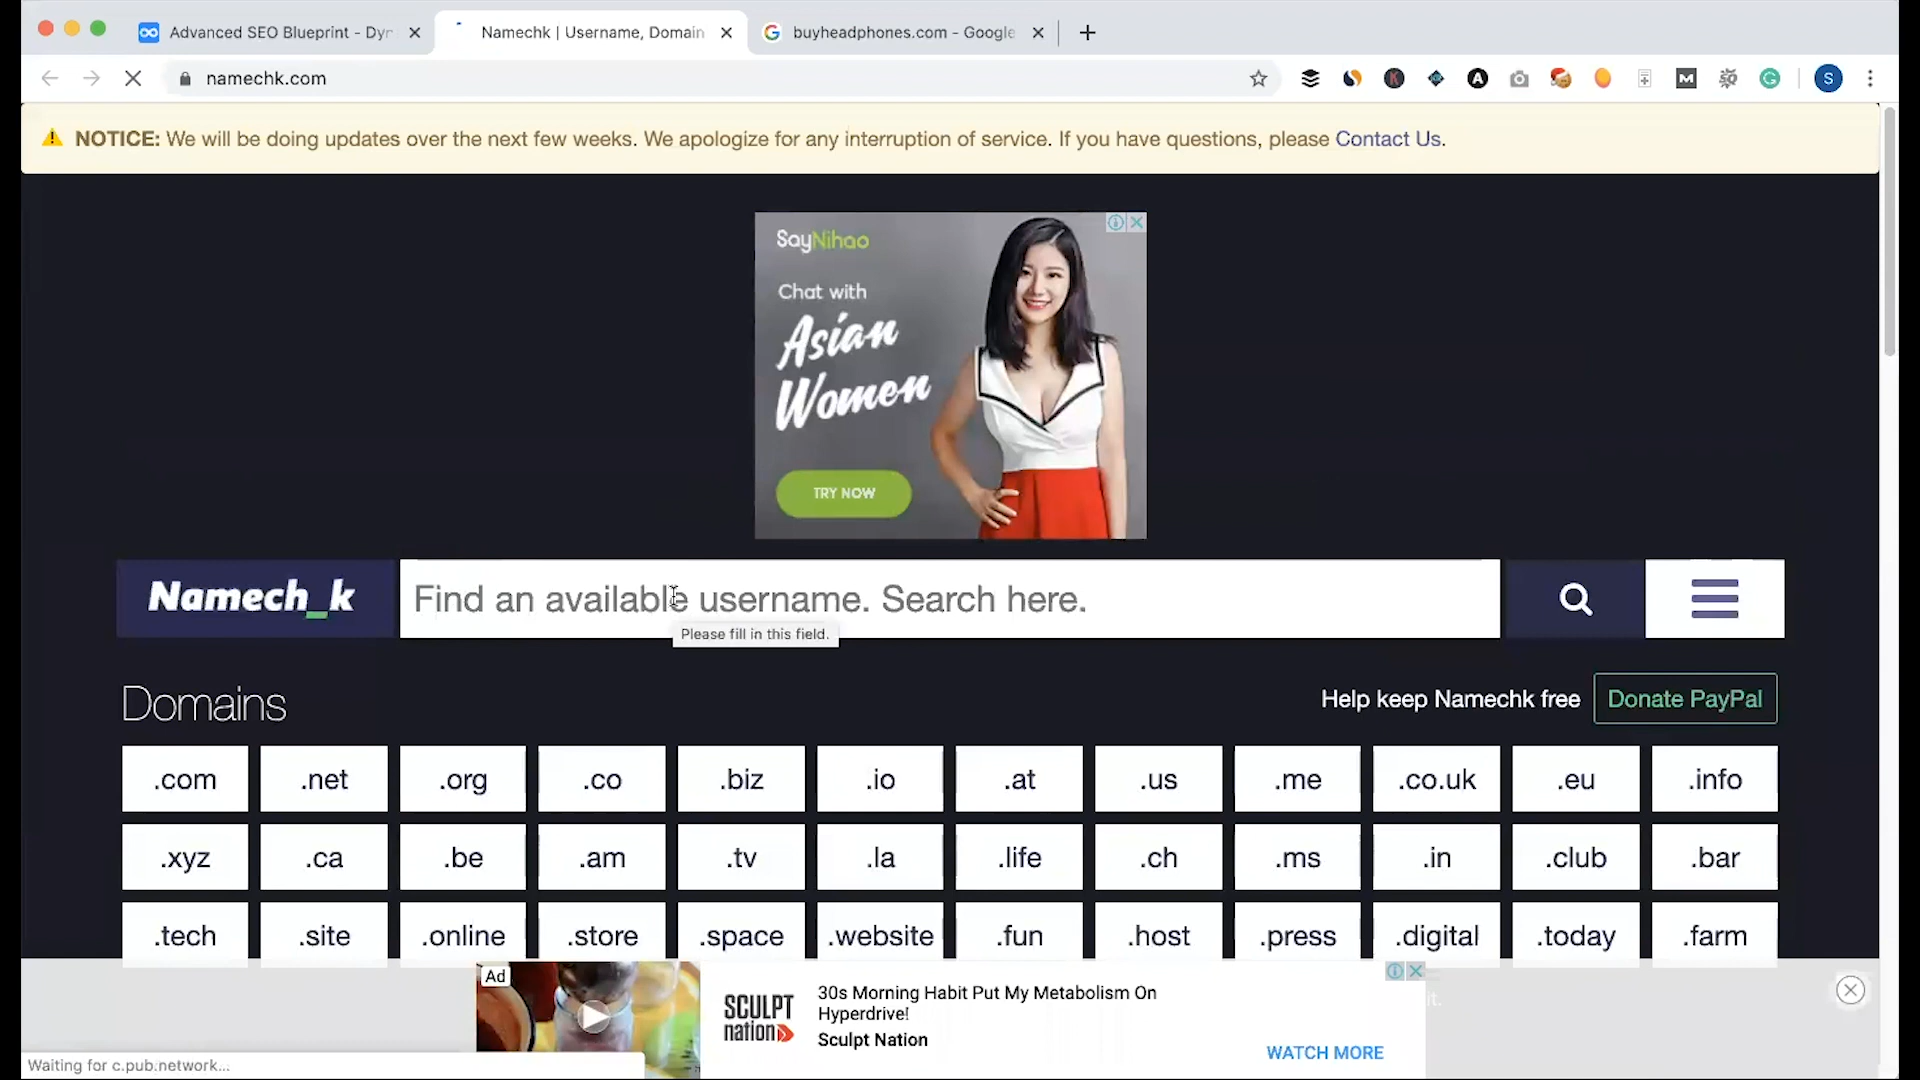 Advanced SEO Blueprint - Dyn
Namechk | Username, Domain
buyheadphones.com - Google
namechk.com
NOTICE: We will be doing updates over the next few weeks. We apologize for any interruption of service. If you have questions, please Contact Us.
SayNihao
Chat with
Asian
Women
TRY NOW
Namech_k
Find an available username. Search here.
Please fill in this field.
Domains
Help keep Namechk free
Donate PayPal
.com .net .org .co .biz .io .at .us .me .co.uk .eu .info
.xyz .ca .be .am .tv .la .life .ch .ms .in .club .bar
.tech .site .online .store .space .website .fun .host .press .digital .today .farm
Ad
SCULPT
nation
30s Morning Habit Put My Metabolism On
Hyperdrive!
Sculpt Nation
WATCH MORE
it.
Waiting for c.pub.network...